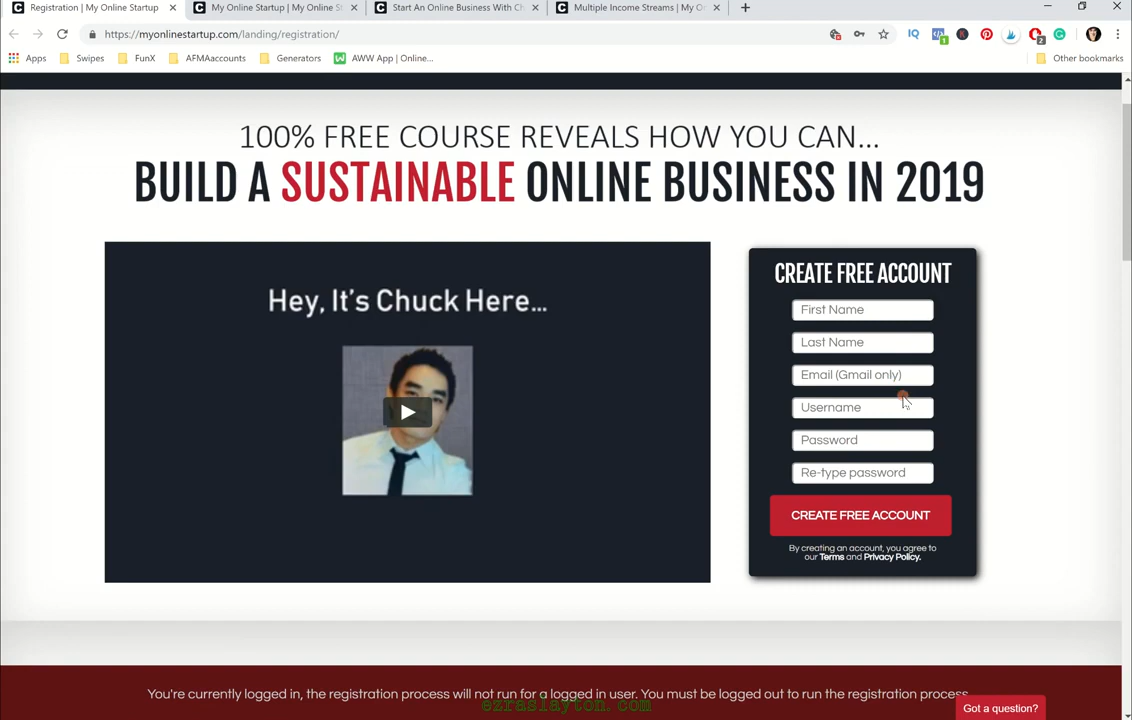 Registration | My Online Startup
My Online Startup | My Online S
Start An Online Business With Ch
Multiple Income Streams | My O
https://myonlinestartup.com/landing/registration/
Apps
Swipes
FunX
AFMAaccounts
Generators
AWW App | Online...
Other bookmarks
100% FREE COURSE REVEALS HOW YOU CAN...
BUILD A SUSTAINABLE ONLINE BUSINESS IN 2019
Hey, It's Chuck Here...
CREATE FREE ACCOUNT
First Name
Last Name
Email (Gmail only)
Username
Password
Re-type password
CREATE FREE ACCOUNT
By creating an account, you agree to
our Terms and Privacy Policy.
You're currently logged in, the registration process will not run for a logged in user. You must be logged out to run the registration process.
ezraslayton.com
Got a question?